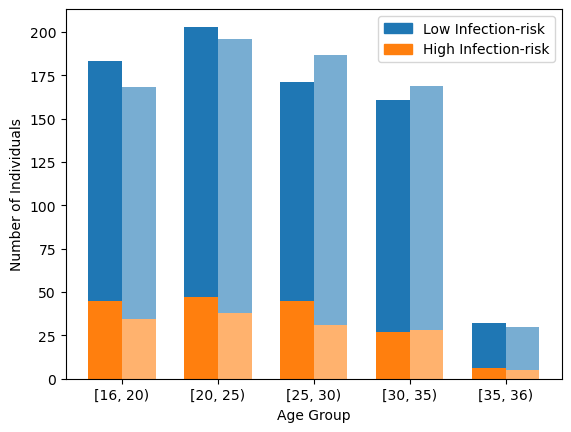 Low Infection-risk
High Infection-risk
200
175
150
125
100
75
50
25
0
Number of Individuals
[16, 20) [20, 25) [25, 30) [30, 35) [35, 36)
Age Group